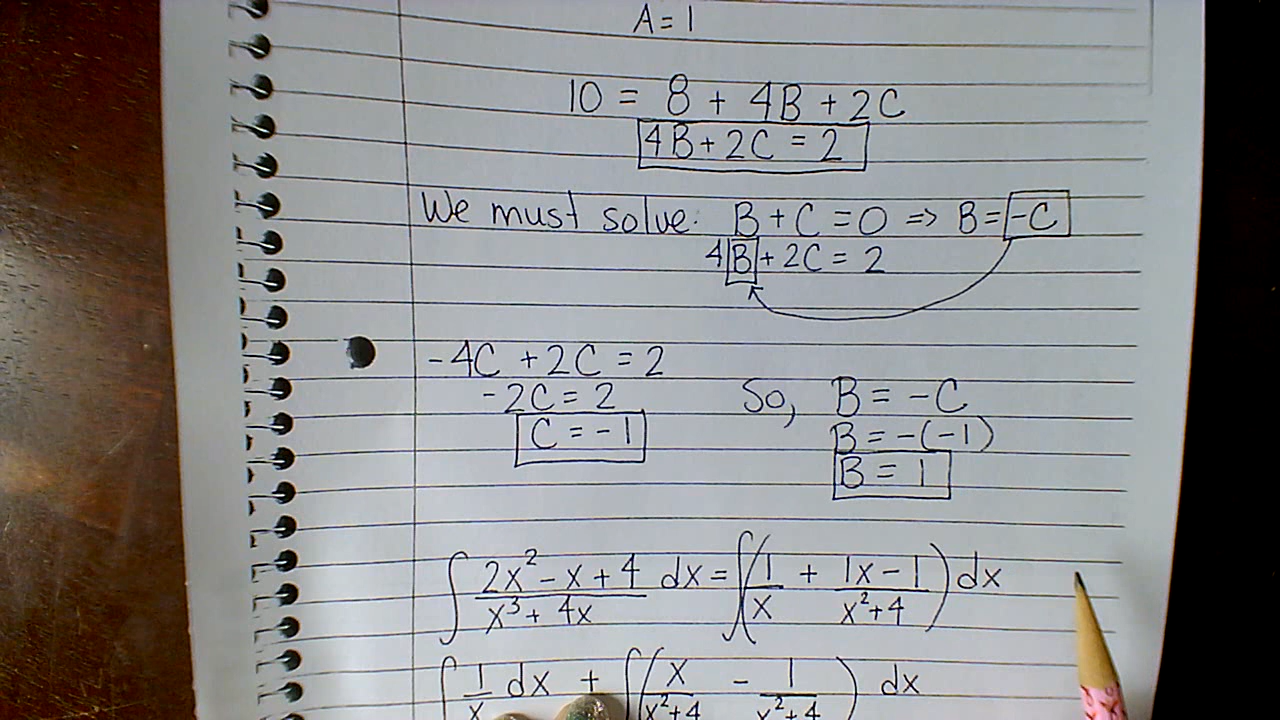 A = 1
10 = 8 + 4B + 2C
4B + 2C = 2
We must solve: B + C = 0 => B = -C
4B + 2C = 2
-4C + 2C = 2
-2C = 2
C = -1
So, B = -C
B = -(-1)
B = 1
∫ (2x² - x + 4)/(x³ + 4x) dx = ∫(1/x + (1x - 1)/(x² + 4)) dx
∫ 1/x dx + ∫(x/(x² + 4) - 1/(x² + 4)) dx